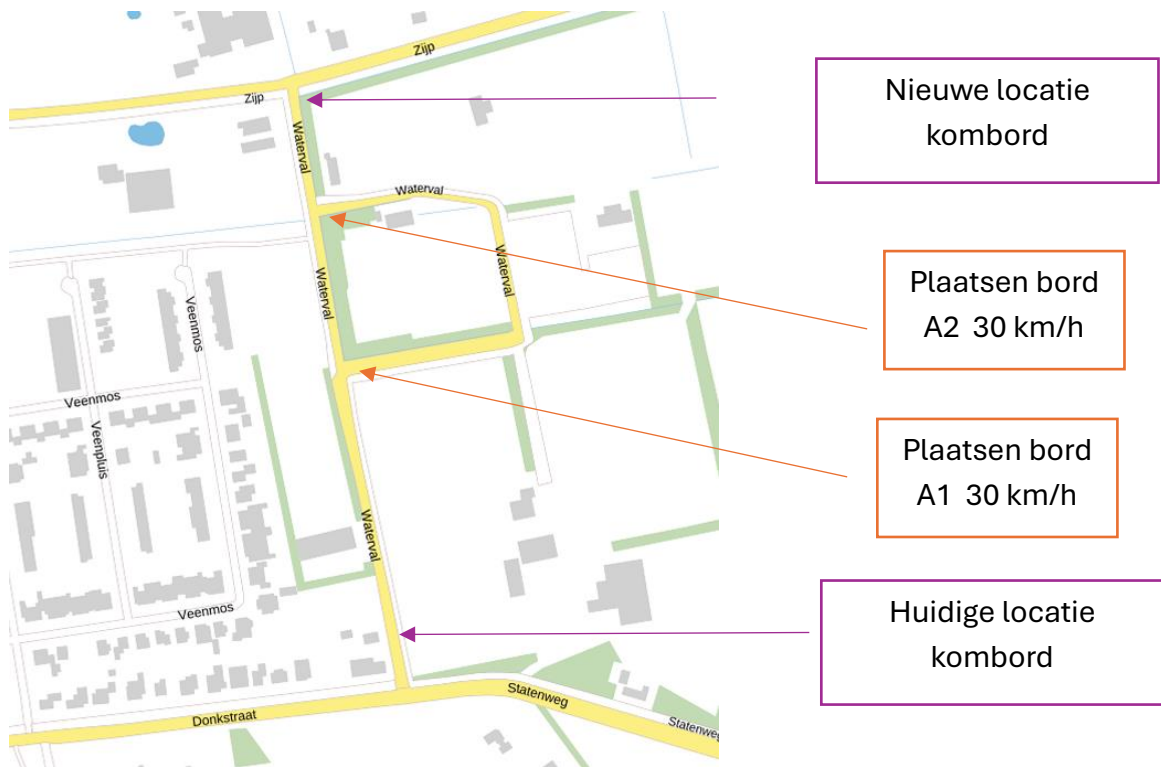 Zijp
Zijp
Nieuwe locatie
kombord
Waterval
Waterval
Waterval
Waterval
Plaatsen bord
A2 30 km/h
Veenmos
Veenmos
Veenpluis
Plaatsen bord
A1 30 km/h
Waterval
Veenmos
Huidige locatie
kombord
Statenweg
Statenweg
Donkstraat